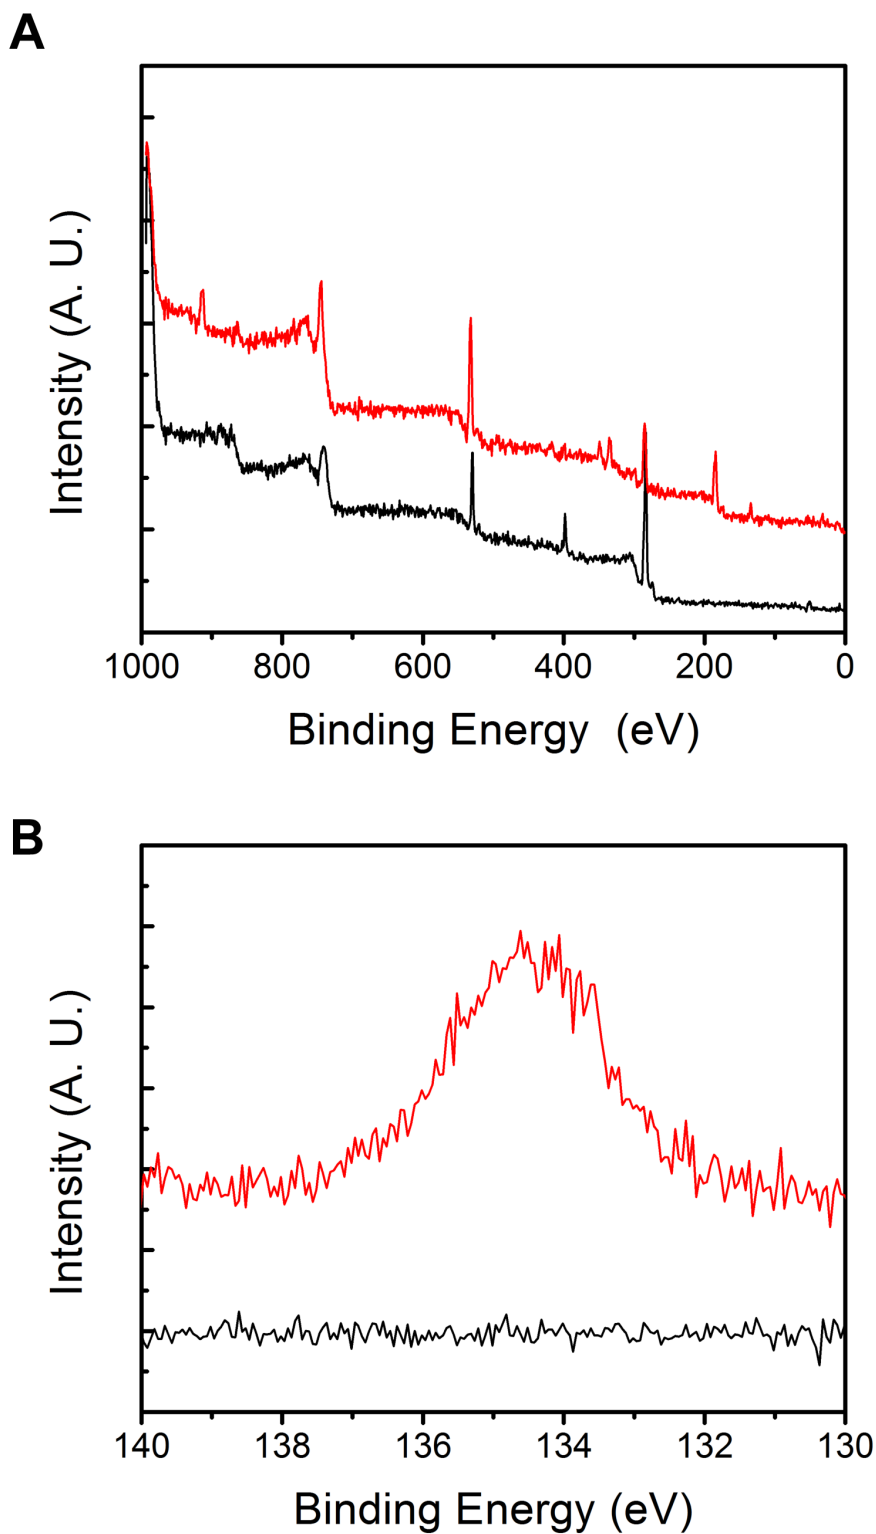 A
Intensity (A. U.)
1000 800 600 400 200 0
Binding Energy (eV)
B
Intensity (A. U.)
140 138 136 134 132 130
Binding Energy (eV)